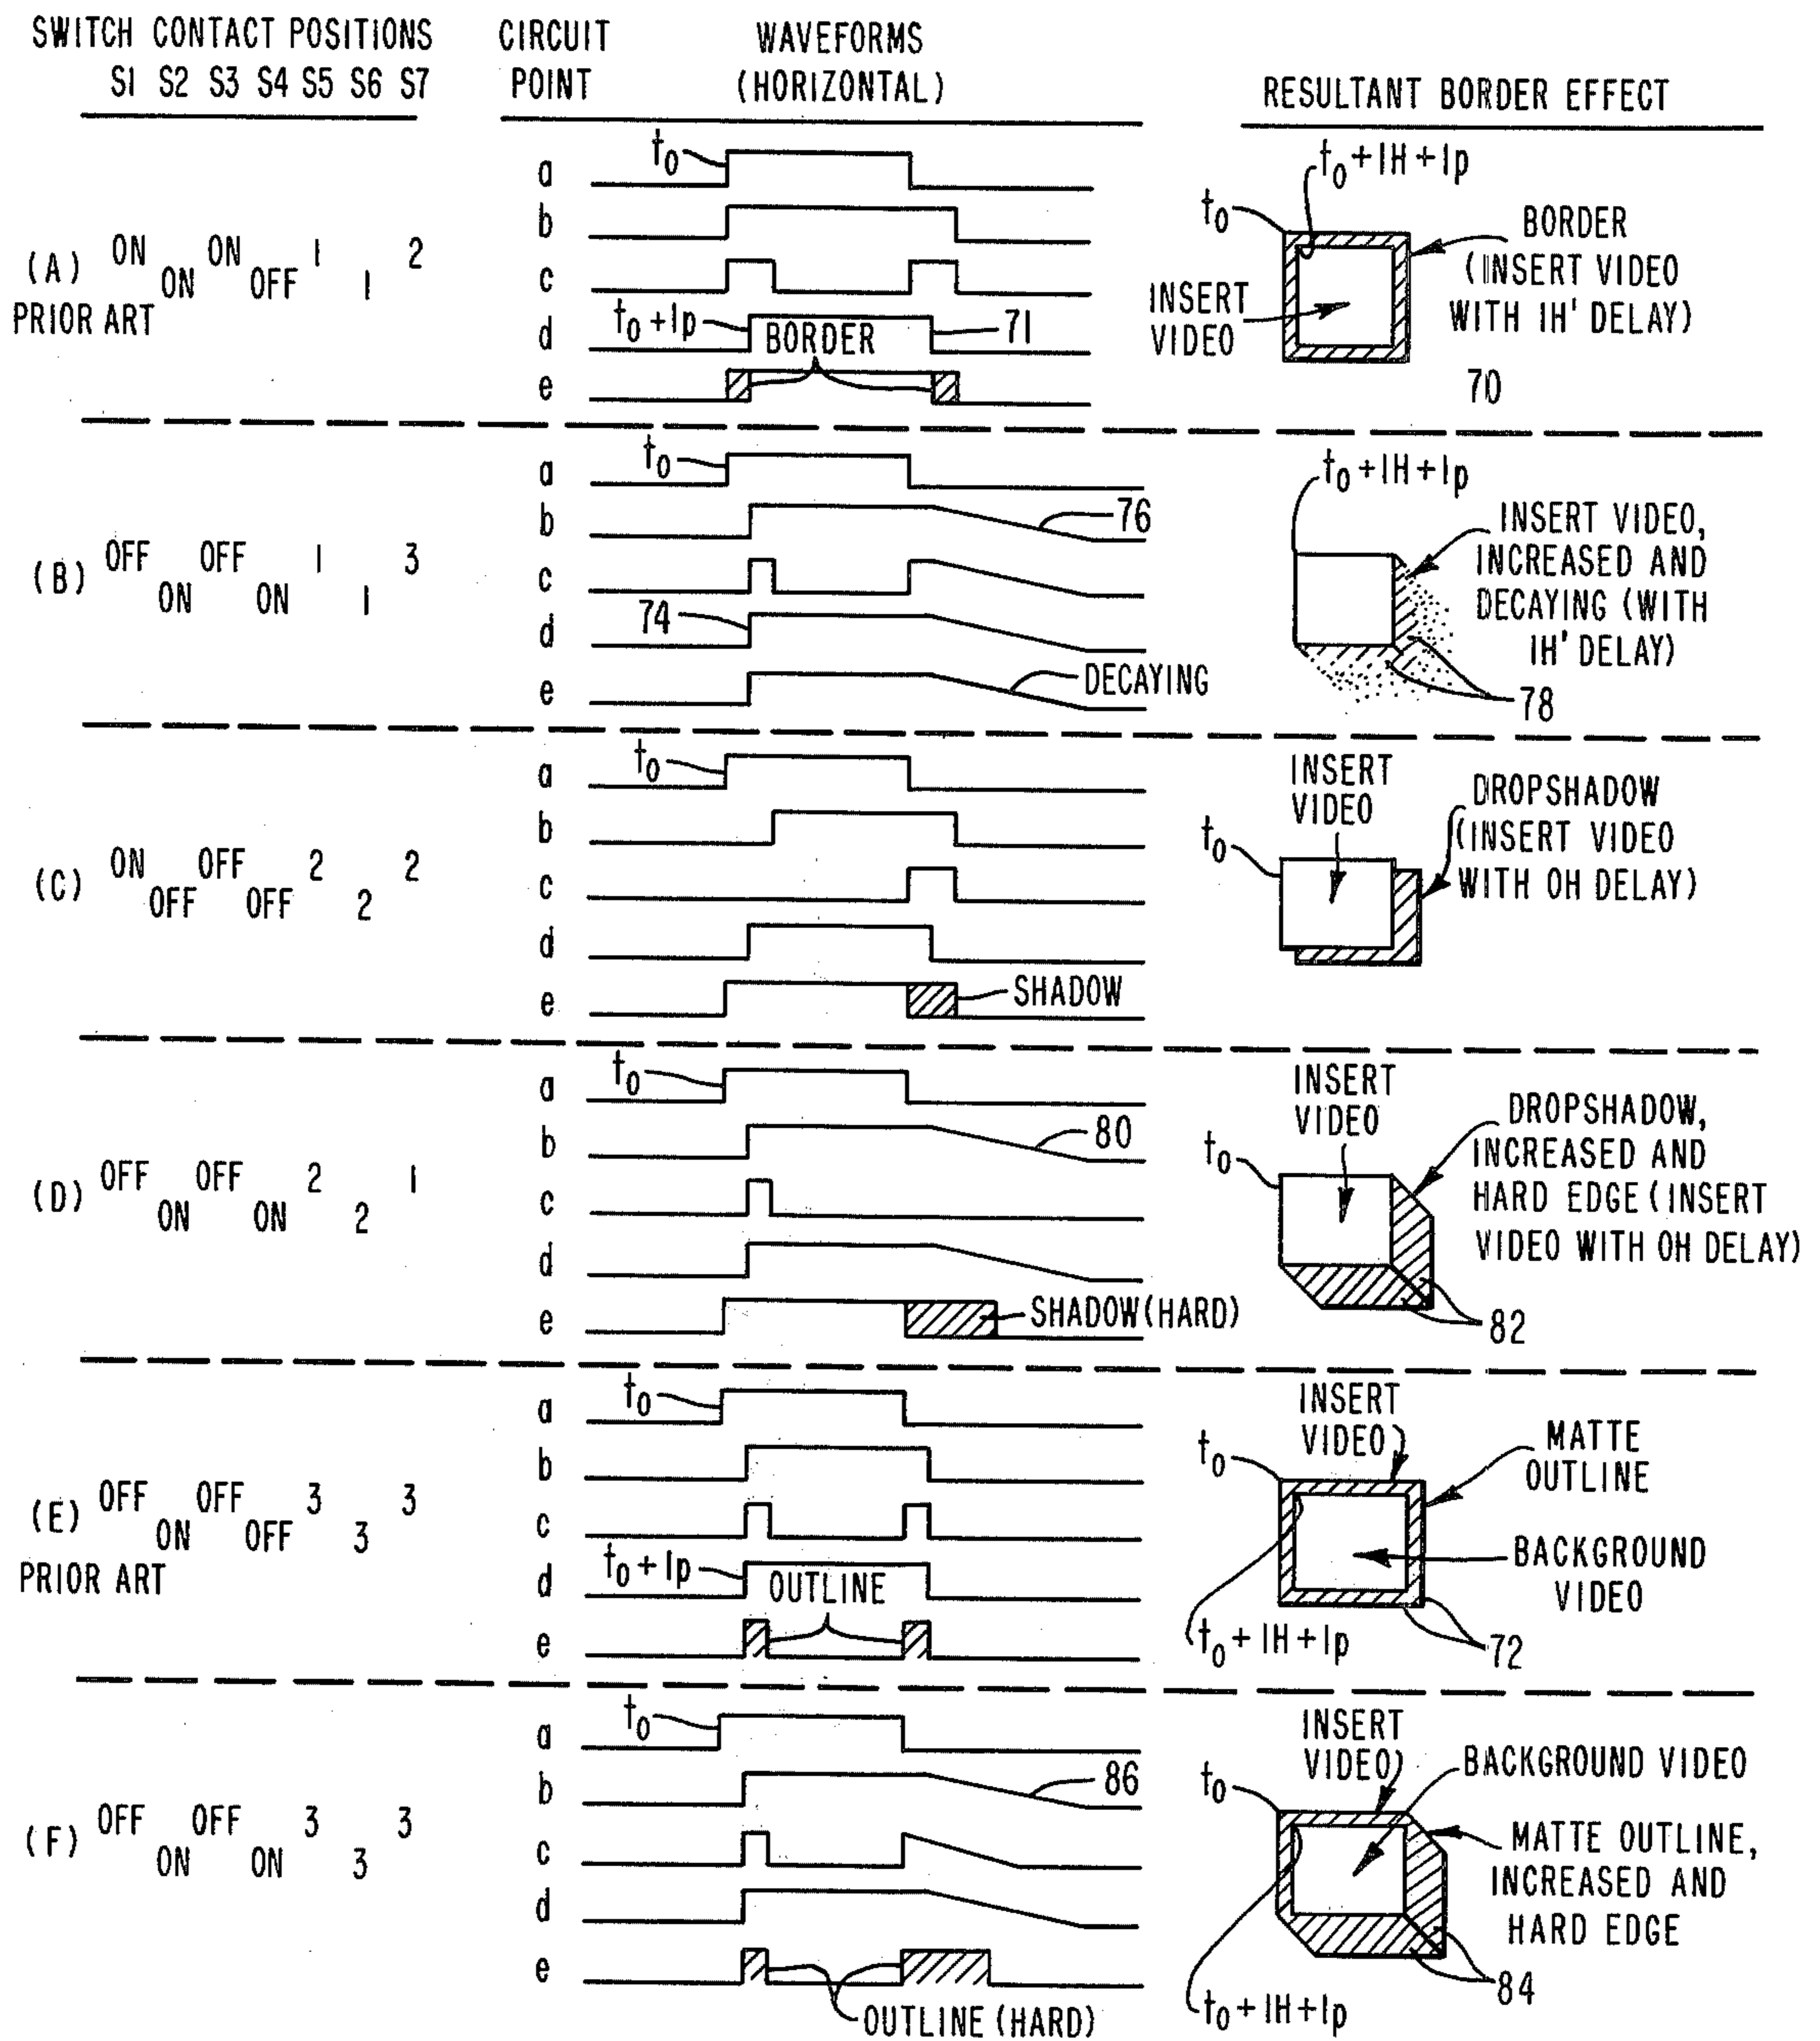 SWITCH CONTACT POSITIONS
S1 S2 S3 S4 S5 S6 S7
CIRCUIT
POINT
WAVEFORMS
(HORIZONTAL)
RESULTANT BORDER EFFECT
(A)
PRIOR ART
ON ON ON OFF 1 1 2
a
t0
b
c
d
t0+1p
71
BORDER
e
t0+1H+1p
t0
BORDER
(INSERT VIDEO
WITH 1H' DELAY)
INSERT
VIDEO
70
(B)
OFF ON OFF ON 1 1 3
a
t0
b
76
c
d
74
e
DECAYING
t0+1H+1p
INSERT VIDEO,
INCREASED AND
DECAYING (WITH
1H' DELAY)
78
(C)
ON OFF OFF OFF 2 2 2
a
t0
b
c
d
e
SHADOW
INSERT
VIDEO
t0
DROPSHADOW
(INSERT VIDEO
WITH OH DELAY)
(D)
OFF ON OFF ON 2 2 1
a
t0
b
80
c
d
e
SHADOW (HARD)
INSERT
VIDEO
t0
DROPSHADOW,
INCREASED AND
HARD EDGE (INSERT
VIDEO WITH OH DELAY)
82
(E)
PRIOR ART
OFF ON OFF OFF 3 3 3
a
t0
b
c
d
t0+1p
OUTLINE
e
INSERT
VIDEO
t0
MATTE
OUTLINE
BACKGROUND
VIDEO
t0+1H+1p
72
(F)
OFF ON OFF ON 3 3 3
a
t0
b
86
c
d
e
OUTLINE (HARD)
INSERT
VIDEO
BACKGROUND VIDEO
t0
MATTE OUTLINE,
INCREASED AND
HARD EDGE
84
t0+1H+1p